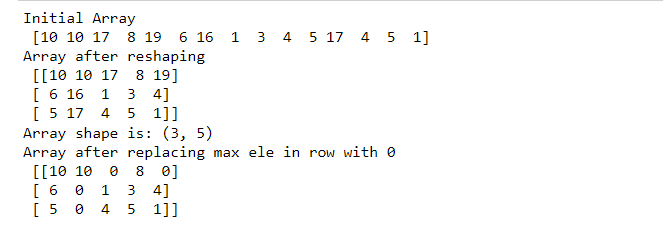 Initial Array
[10 10 17  8 19  6 16  1  3  4  5 17  4  5  1]
Array after reshaping
[[10 10 17  8 19]
[ 6 16  1  3  4]
[ 5 17  4  5  1]]
Array shape is: (3, 5)
Array after replacing max ele in row with 0
[[10 10  0  8  0]
[ 6  0  1  3  4]
[ 5  0  4  5  1]]